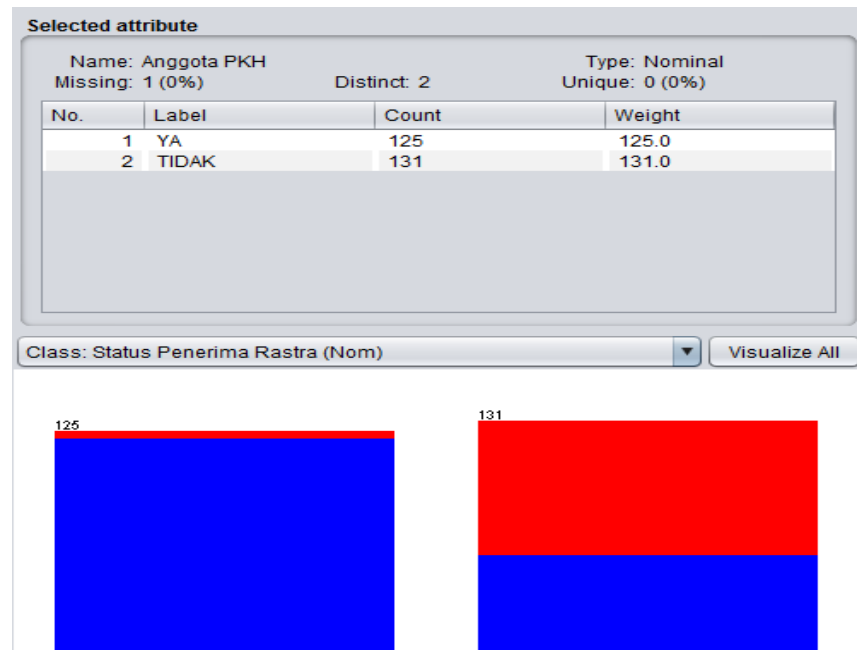 Selected attribute
Name: Anggota PKH Type: Nominal
Missing: 1 (0%) Distinct: 2 Unique: 0 (0%)
No. Label Count Weight
1 YA 125 125.0
2 TIDAK 131 131.0
Class: Status Penerima Rastra (Nom) Visualize All
125 131